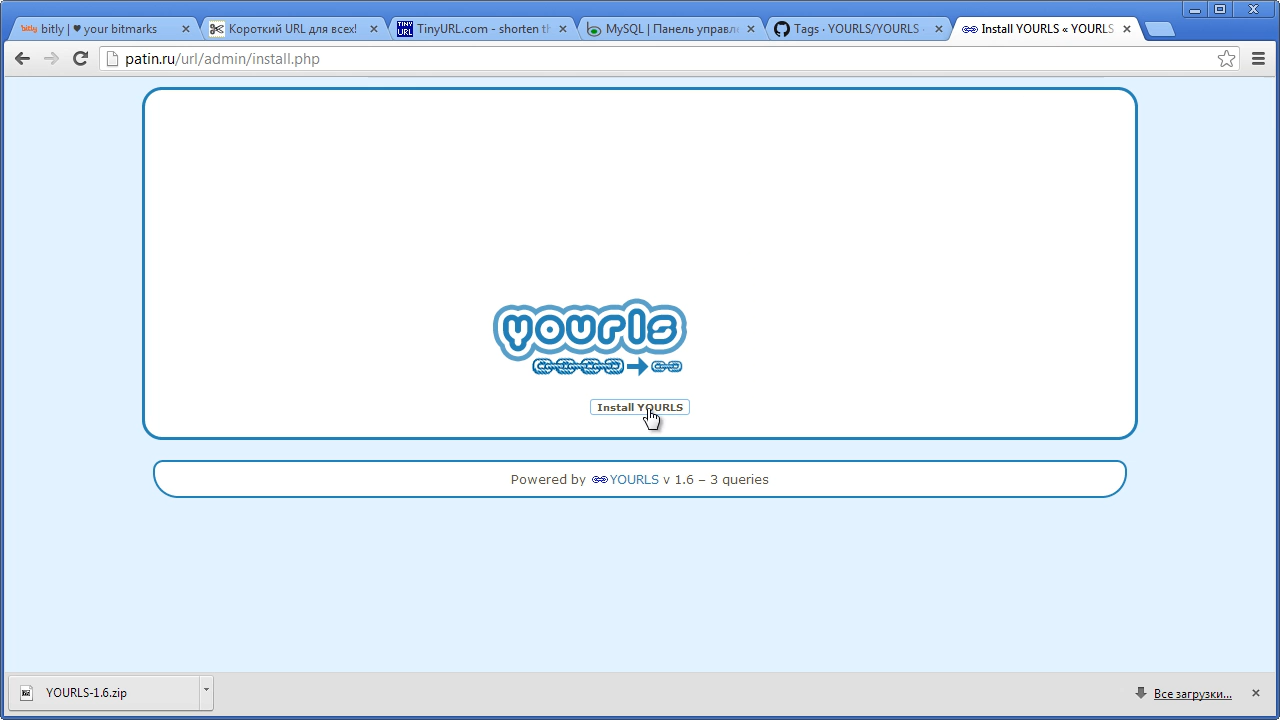 bitly | ♥ your bitmarks
Короткий URL для всех!
TINY URL
TinyURL.com - shorten th
MySQL | Панель управл
Tags · YOURLS/YOURLS
Install YOURLS « YOURLS
patin.ru/url/admin/install.php
yourls
Install YOURLS
Powered by YOURLS v 1.6 – 3 queries
YOURLS-1.6.zip
Все загрузки...